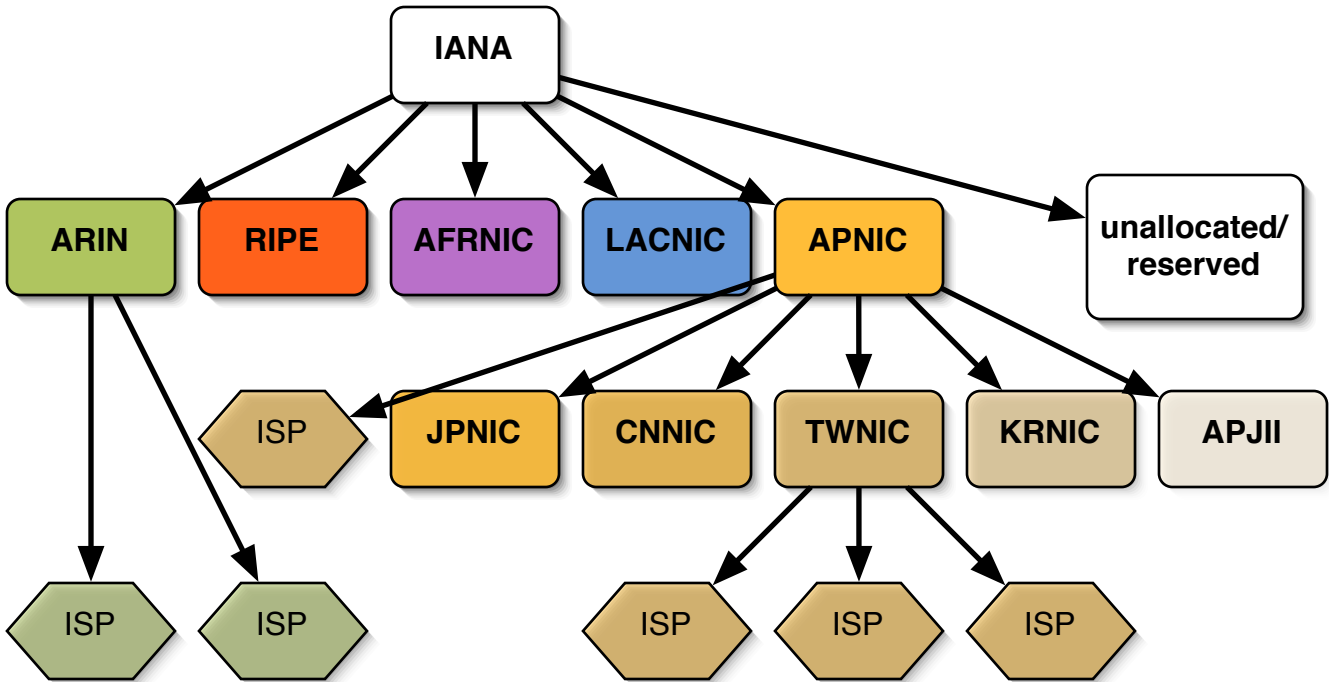 IANA
ARIN
RIPE
AFRNIC
LACNIC
APNIC
unallocated/
reserved
ISP
JPNIC
CNNIC
TWNIC
KRNIC
APJII
ISP
ISP
ISP
ISP
ISP